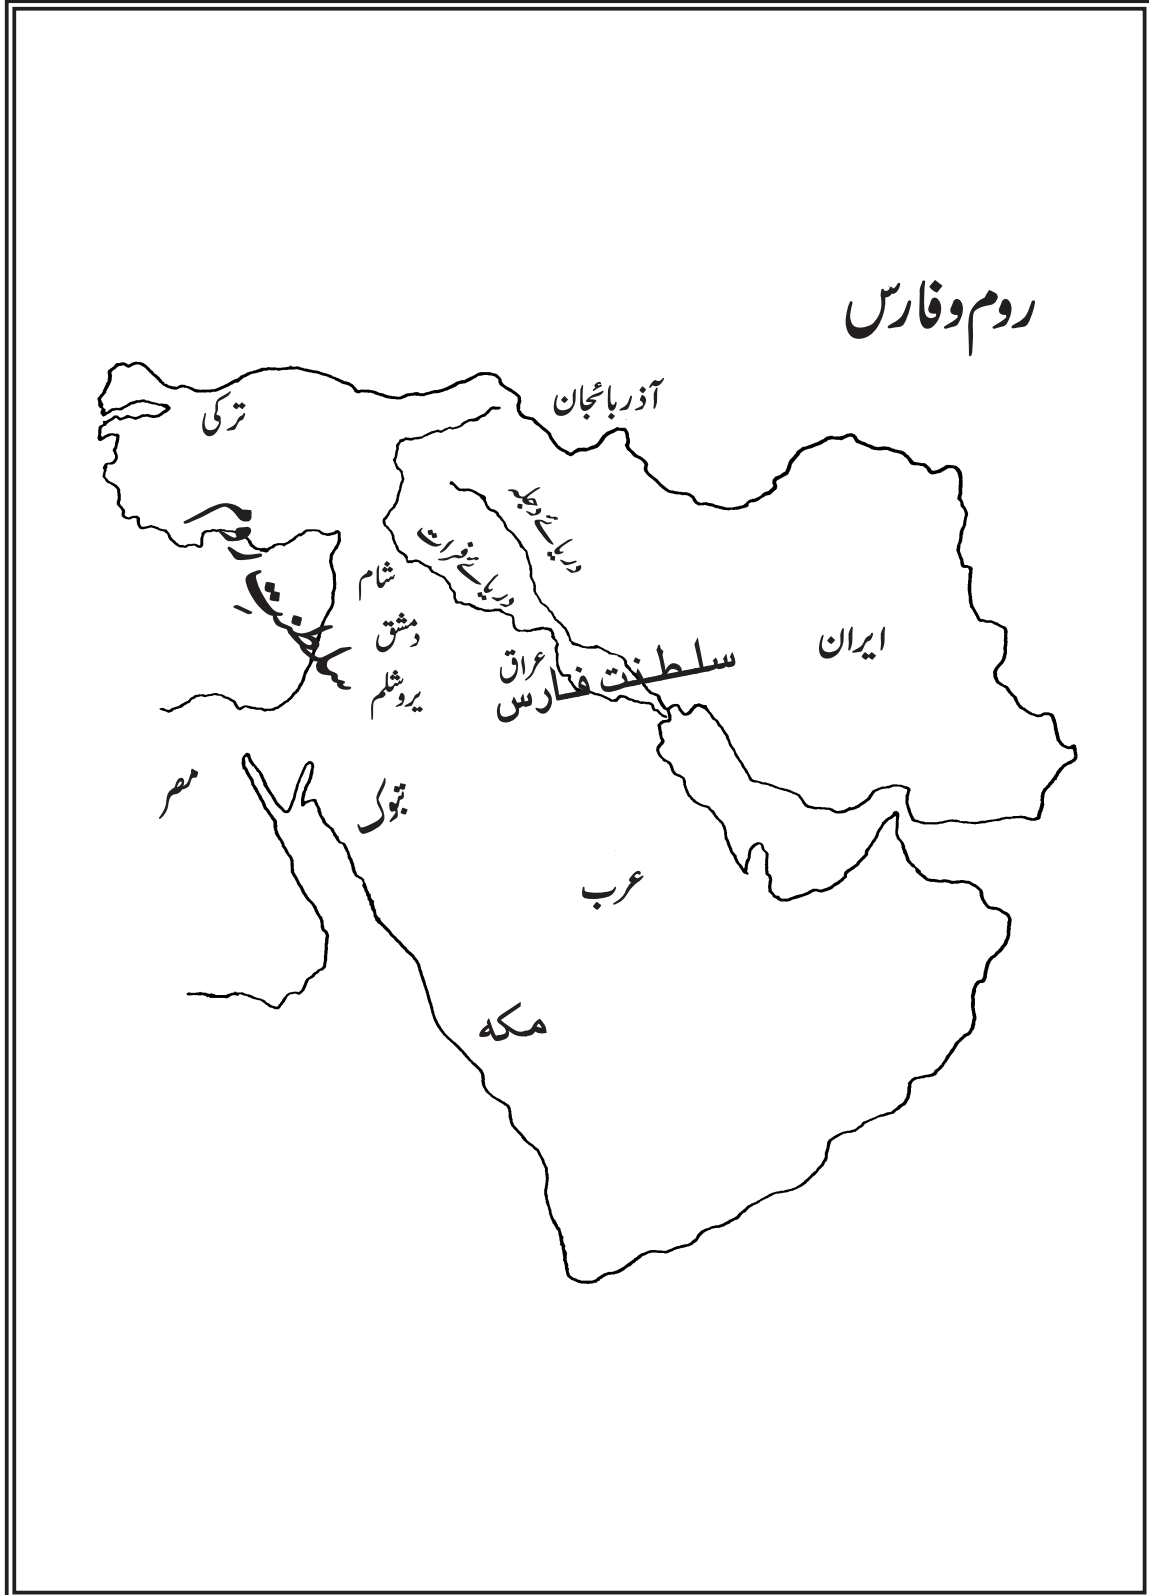 روم و فارس
آذربائجان
ترکی
دریائے دجلہ
دریائے فرات
سلطنتِ روم
شام
دمشق
ایران
عراق
سلطنت فارس
یروشلم
مصر
تبوک
عرب
مکه